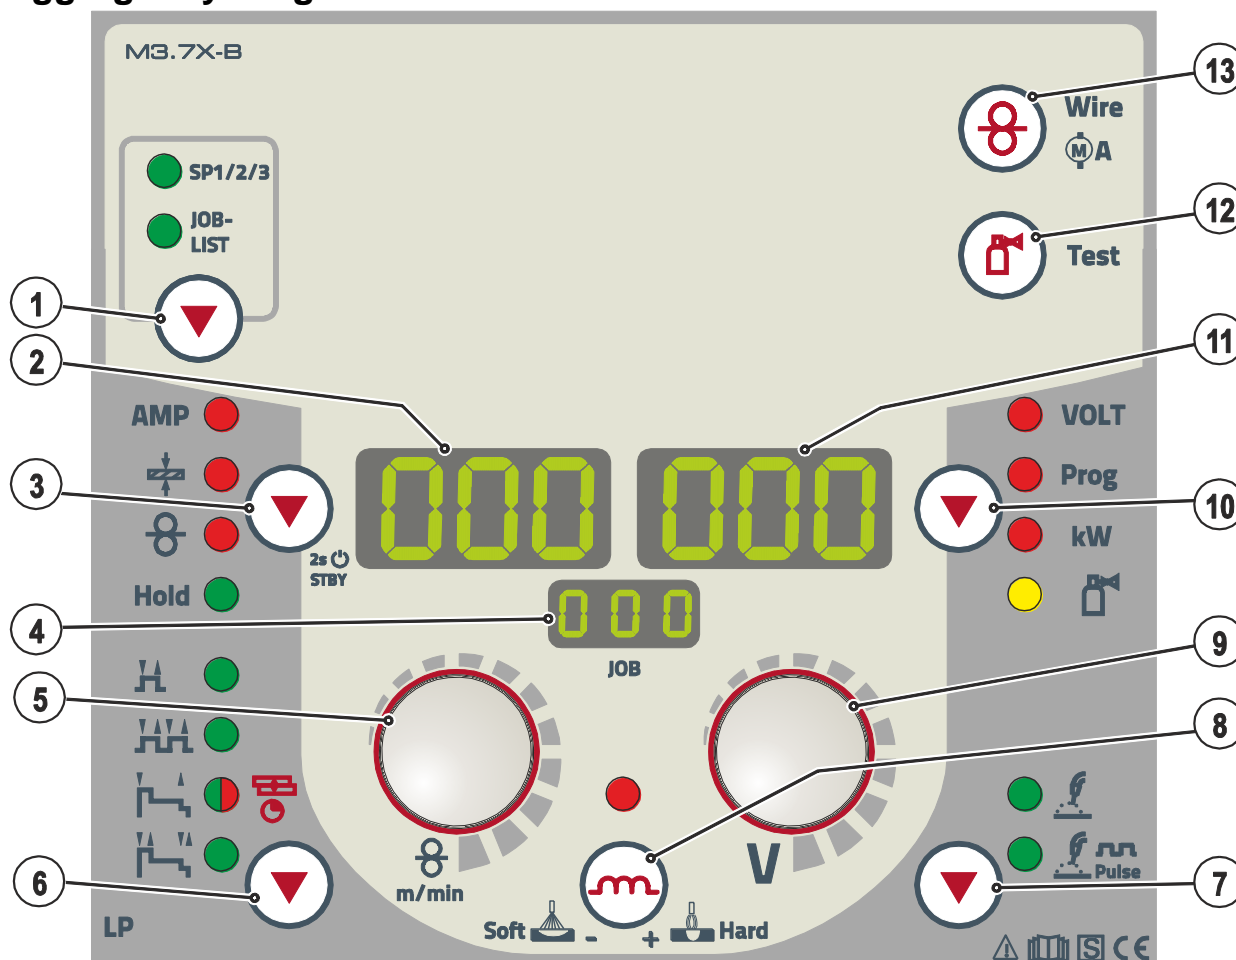 M3.7X-B
13
Wire
M A
SP1/2/3
12
JOB-
LIST
Test
1
11
2
AMP
VOLT
3
Prog
10
000
000
kW
2s
STBY
Hold
000
4
JOB
9
5
8
m/min
V
Pulse
6
7
LP
Soft
- +
Hard
S CE